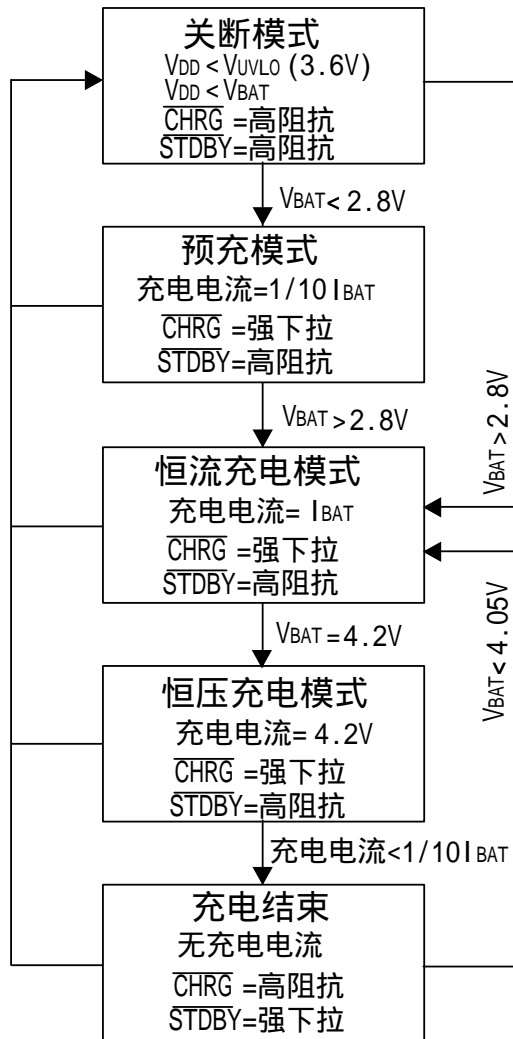 关断模式
VDD < VUVLO (3.6V)
VDD < VBAT
CHRG =高阻抗
STDBY=高阻抗
VBAT< 2.8V
预充模式
充电电流=1/10IBAT
CHRG =强下拉
STDBY=高阻抗
VBAT>2.8V
恒流充电模式
充电电流= IBAT
CHRG =强下拉
STDBY=高阻抗
VBAT>2.8V
VBAT=4.2V
恒压充电模式
充电电流= 4.2V
CHRG =强下拉
STDBY=高阻抗
VBAT< 4.05V
充电电流<1/10IBAT
充电结束
无充电电流
CHRG =高阻抗
STDBY=强下拉